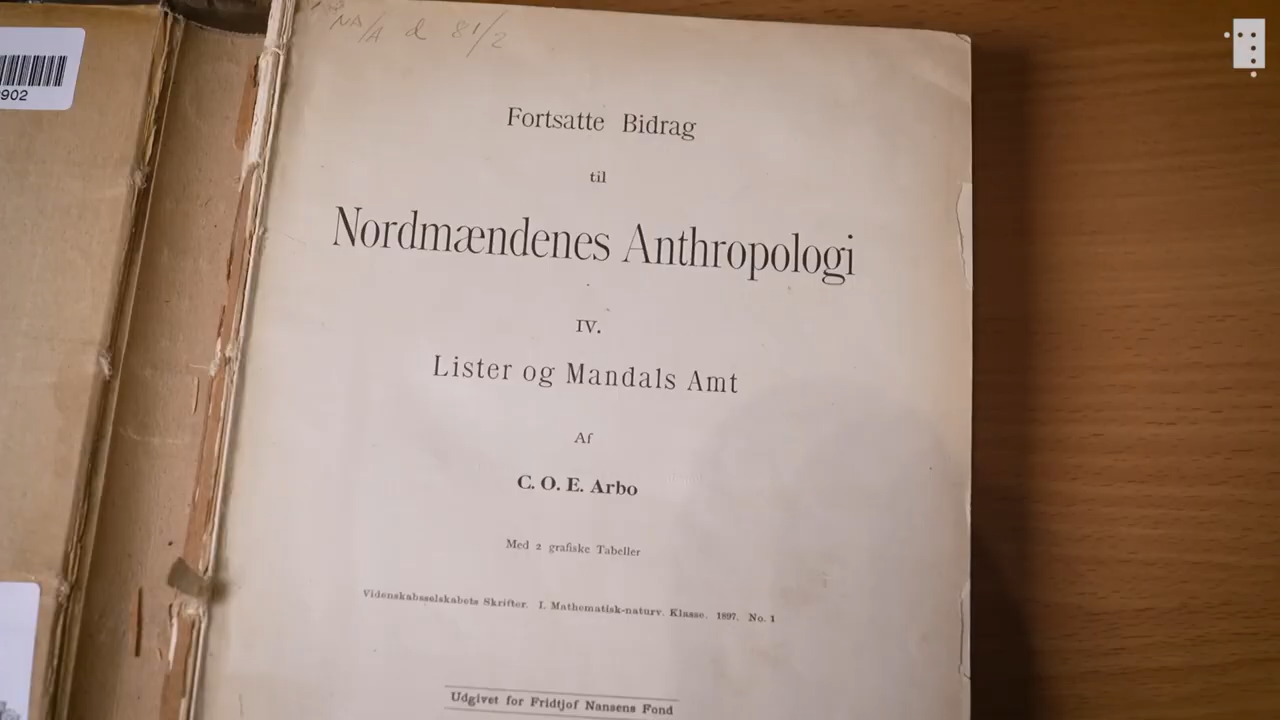 NA/A d 81/2
902
Fortsatte Bidrag
til
Nordmændenes Anthropologi
IV.
Lister og Mandals Amt
Af
C. O. E. Arbo
Med 2 grafiske Tabeller
Videnskabsselskabets Skrifter. I. Mathematisk-naturv. Klasse. 1897. No. 1
Udgivet for Fridtjof Nansens Fond